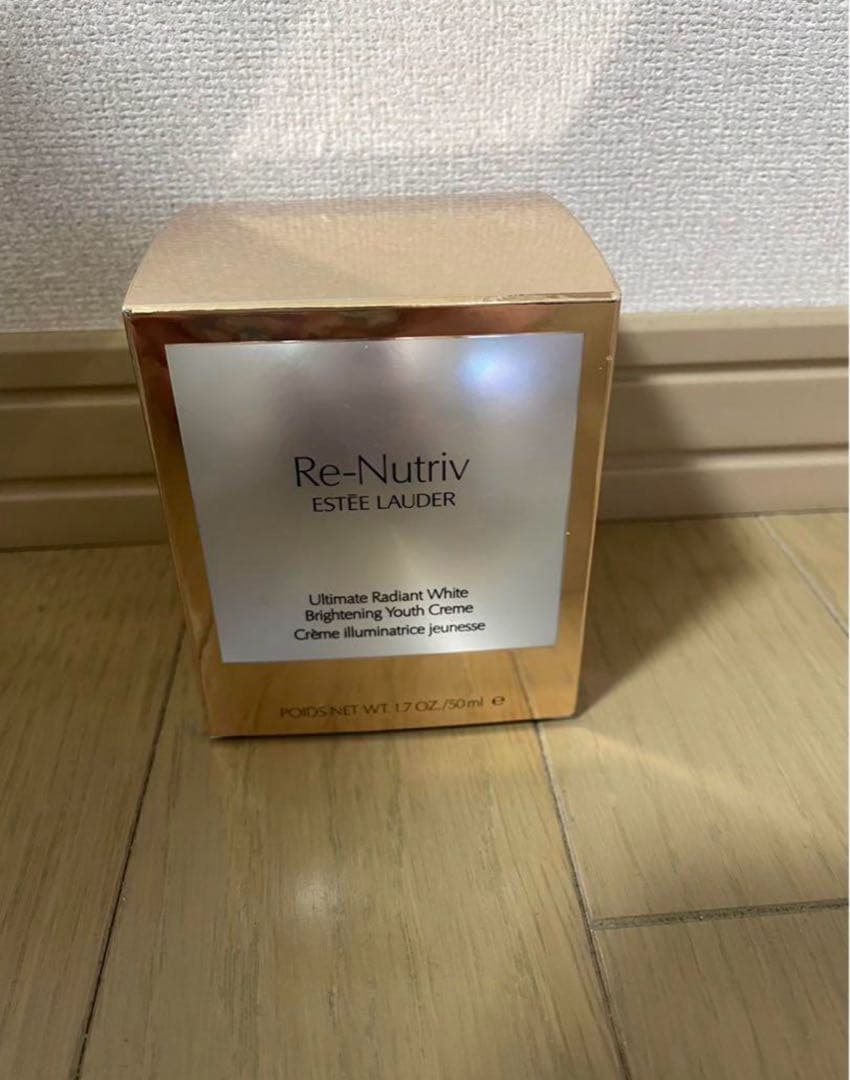 Re-Nutriv
ESTĒE LAUDER
Ultimate Radiant White
Brightening Youth Creme
Crème illuminatrice jeunesse
POIDS NET WT. 1.7 OZ./50 ml ℮